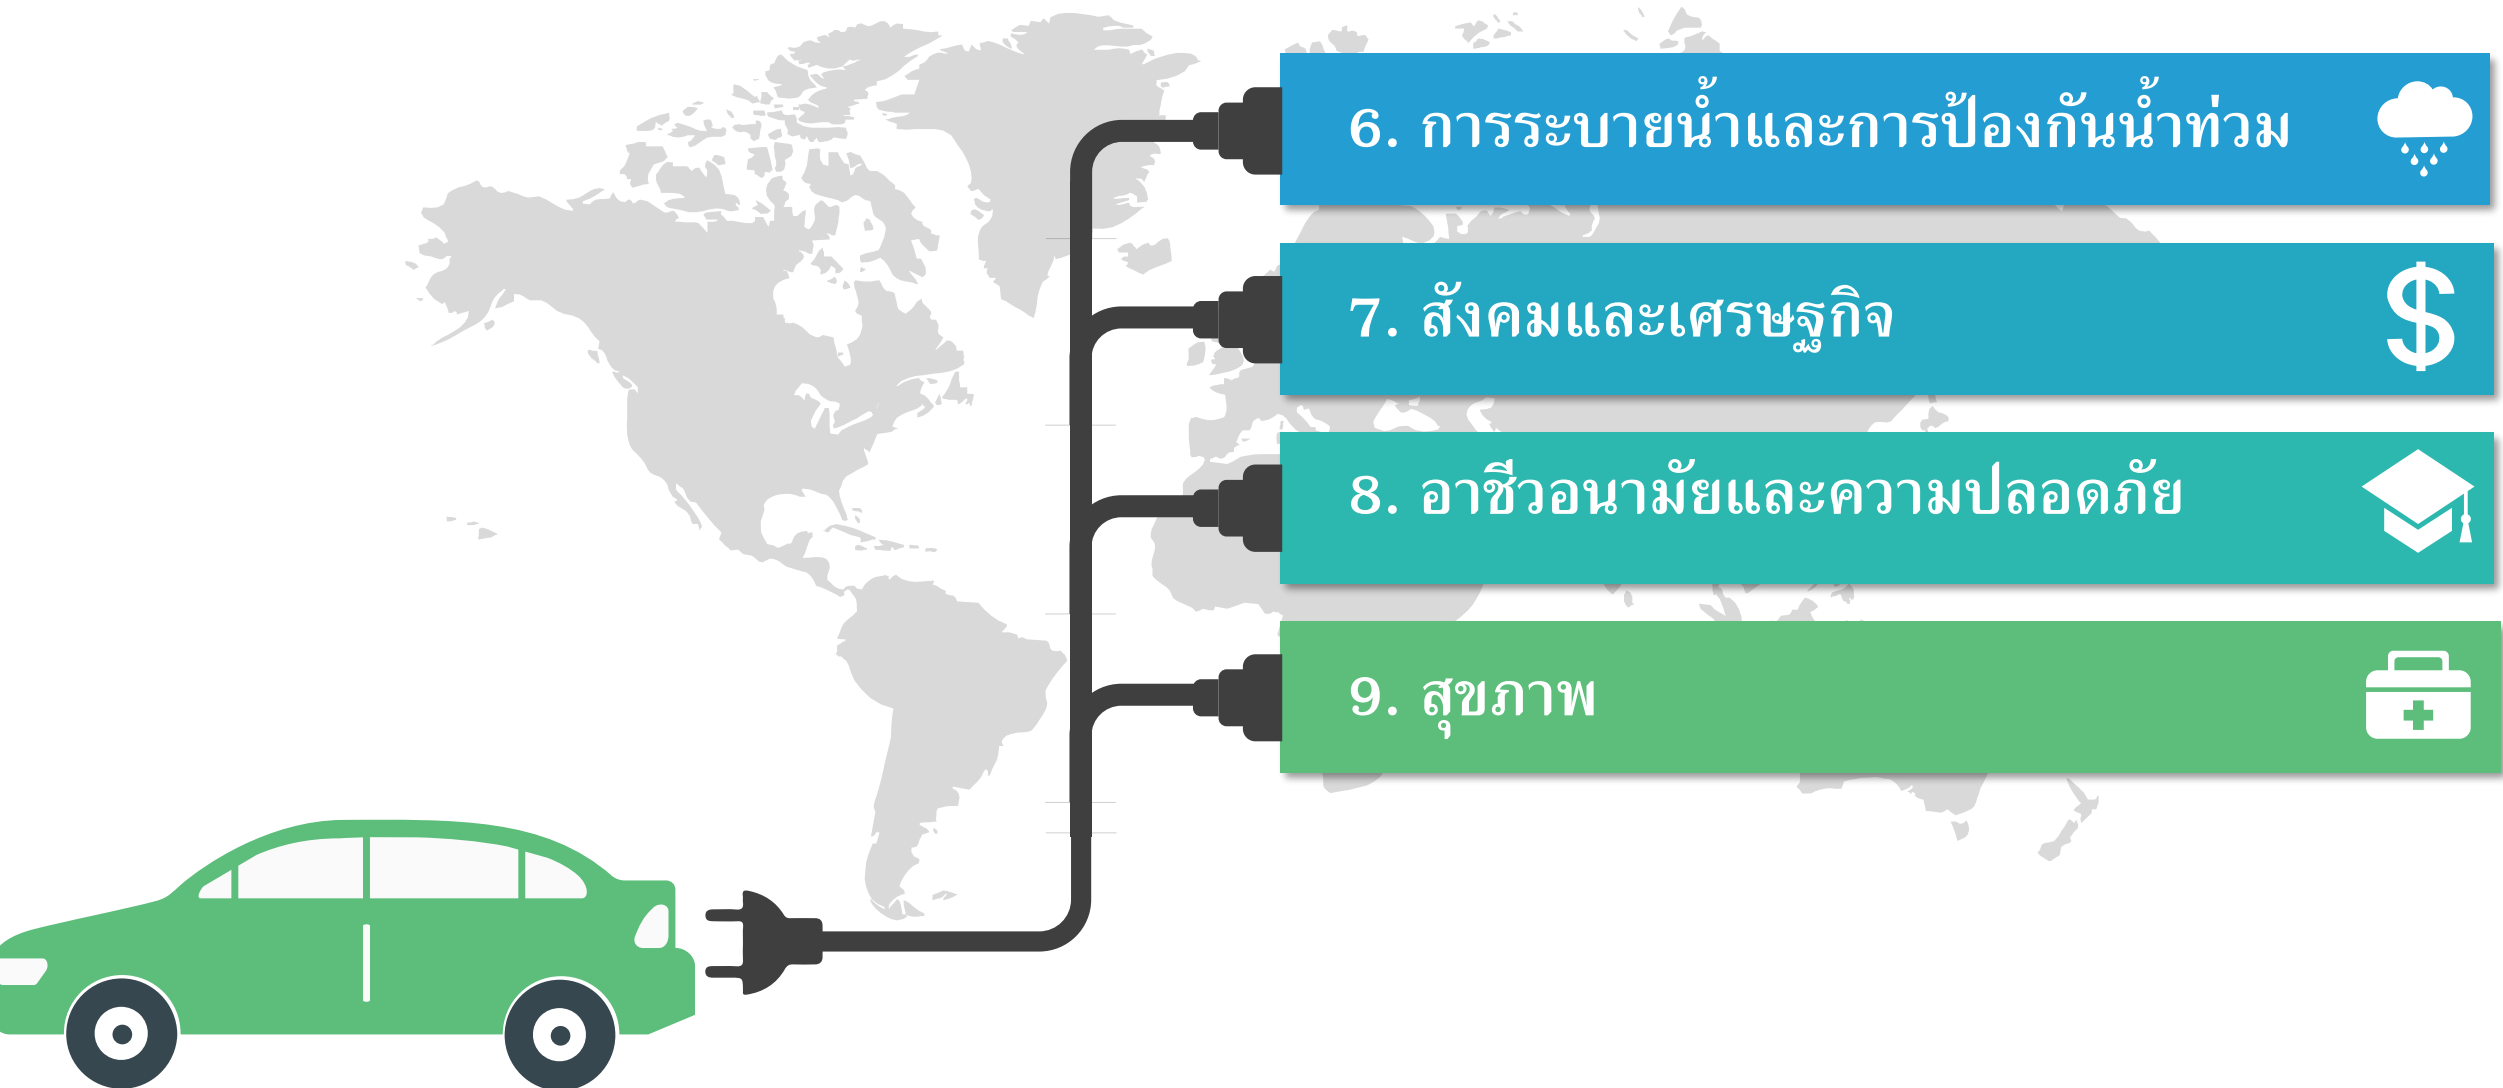 6. การระบายน้ำและการป้องกันน้ำท่วม
7. สังคมและเศรษฐกิจ
8. อาชีวอนามัยและความปลอดภัย
9. สุขภาพ